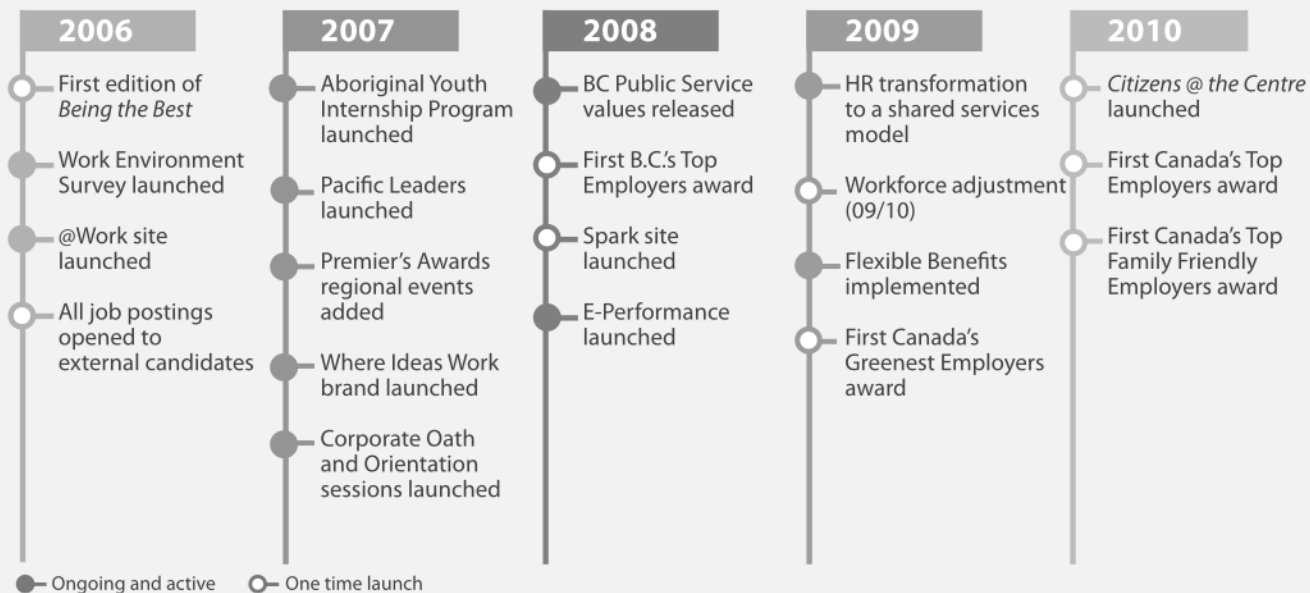 2006
First edition of
Being the Best
Work Environment
Survey launched
@Work site
launched
All job postings
opened to
external candidates
2007
Aboriginal Youth
Internship Program
launched
Pacific Leaders
launched
Premier’s Awards
regional events
added
Where Ideas Work
brand launched
Corporate Oath
and Orientation
sessions launched
2008
BC Public Service
values released
First B.C.’s Top
Employers award
Spark site
launched
E-Performance
launched
2009
HR transformation
to a shared services
model
Workforce adjustment
(09/10)
Flexible Benefits
implemented
First Canada’s
Greenest Employers
award
2010
Citizens @ the Centre
launched
First Canada’s Top
Employers award
First Canada’s Top
Family Friendly
Employers award
Ongoing and active
One time launch